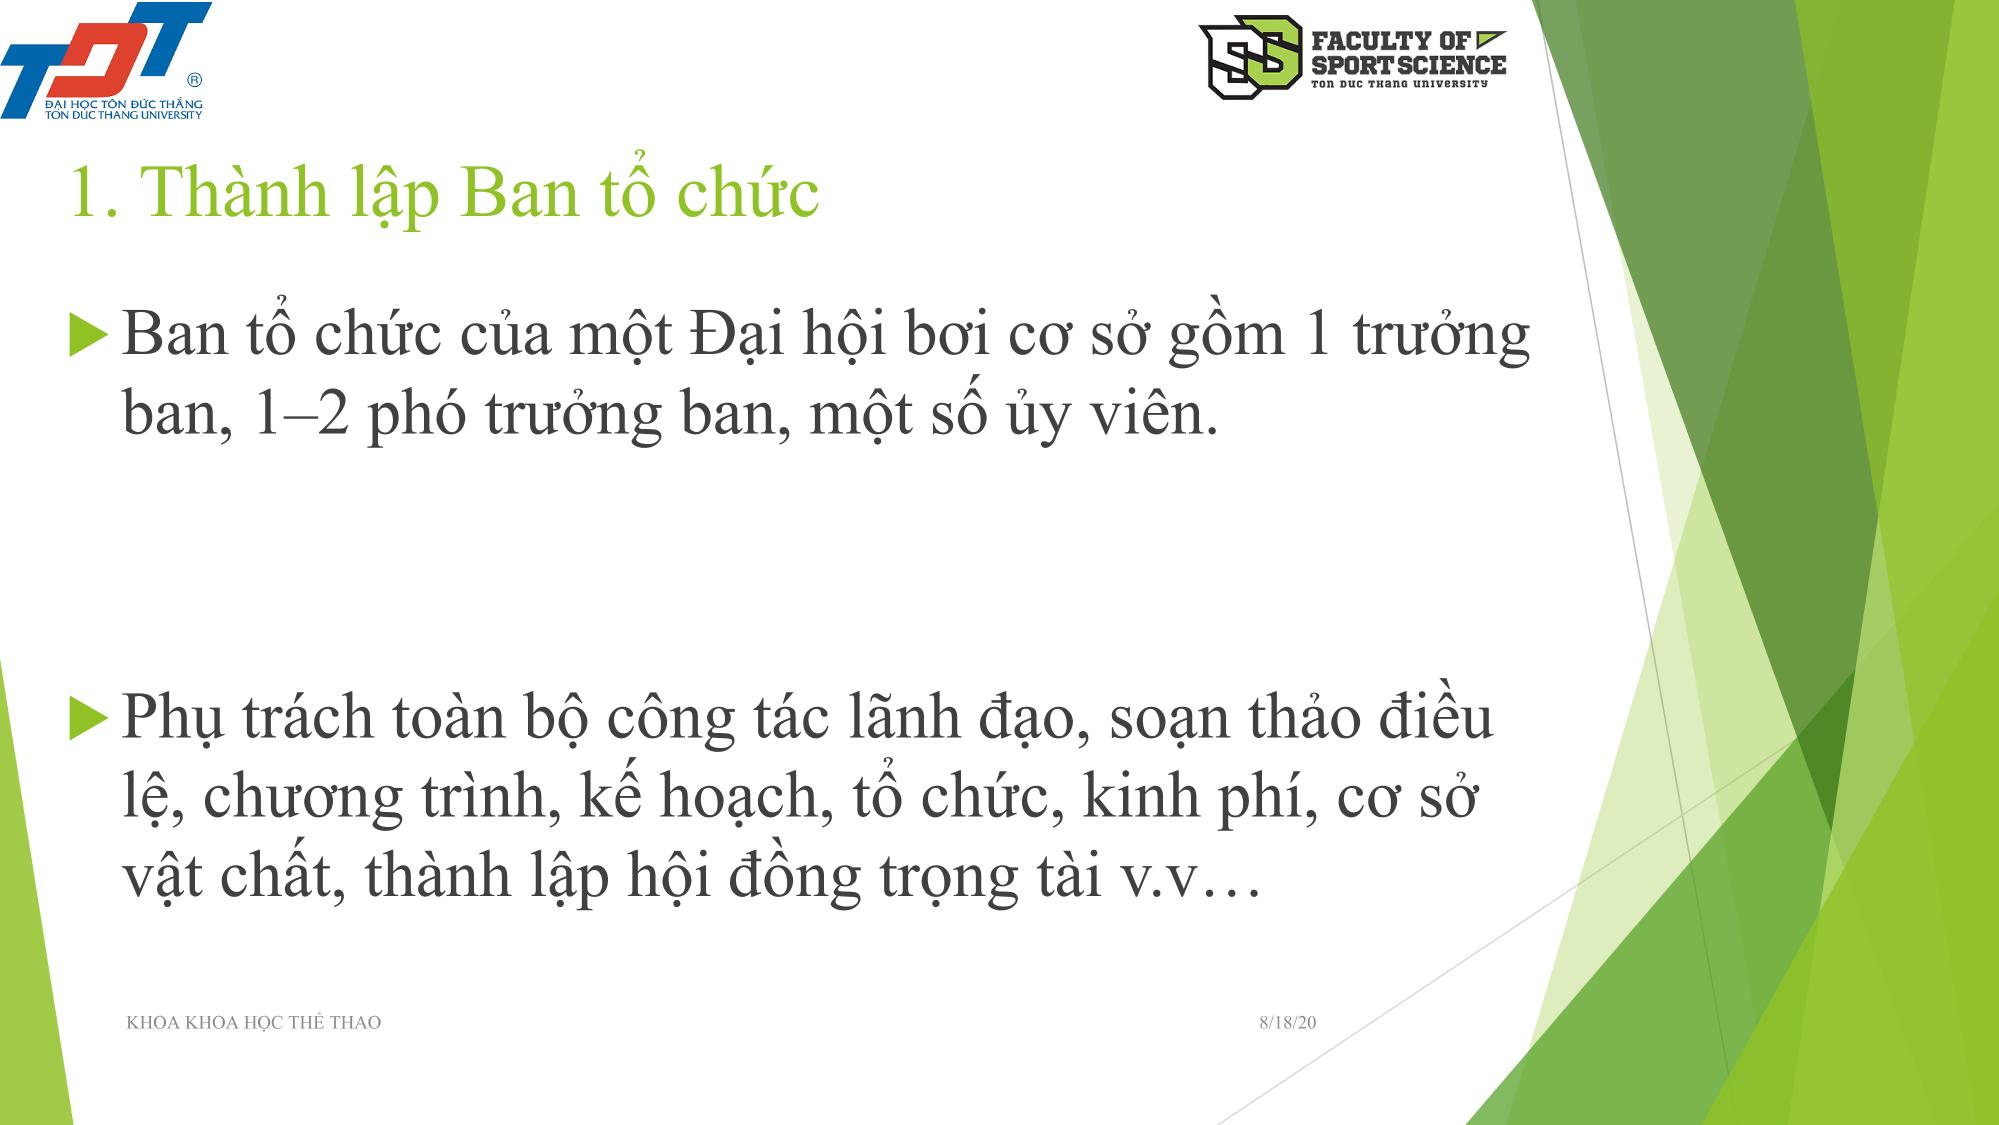 TDT
®
ĐẠI HỌC TÔN ĐỨC THẮNG
TON DUC THANG UNIVERSITY
SS
FACULTY OF
SPORT SCIENCE
TON DUC THANG UNIVERSITY
1. Thành lập Ban tổ chức
Ban tổ chức của một Đại hội bơi cơ sở gồm 1 trưởng
ban, 1–2 phó trưởng ban, một số ủy viên.
Phụ trách toàn bộ công tác lãnh đạo, soạn thảo điều
lệ, chương trình, kế hoạch, tổ chức, kinh phí, cơ sở
vật chất, thành lập hội đồng trọng tài v.v…
KHOA KHOA HỌC THỂ THAO
8/18/20